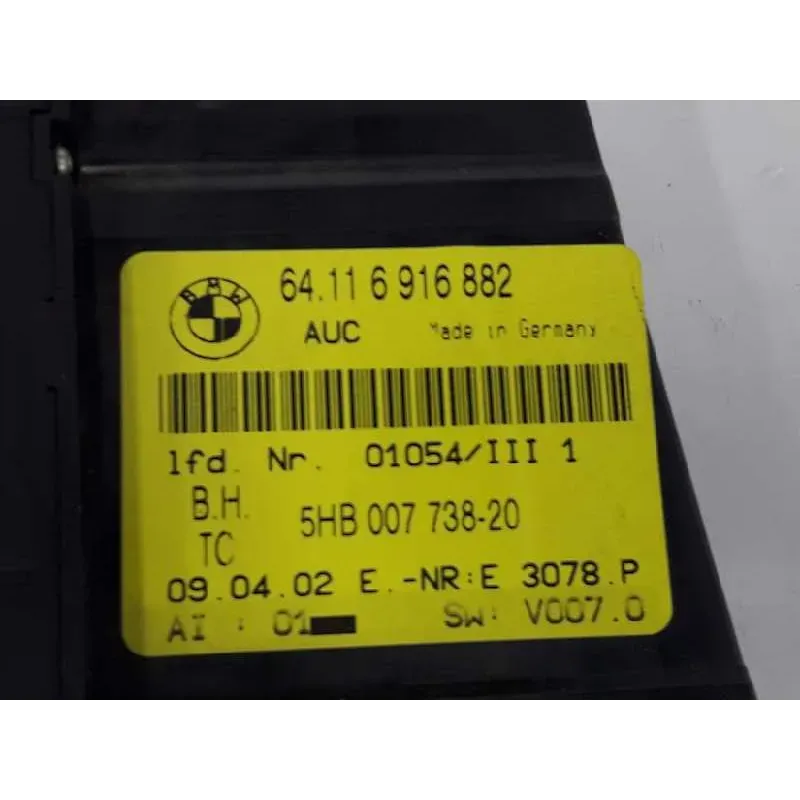 BMW
64.11 6 916 882
AUC Made in Germany
lfd. Nr. 01054/III 1
B.H.
TC 5HB 007 738-20
09.04.02 E.-NR:E 3078.P
AI : 01 SW: V007.0